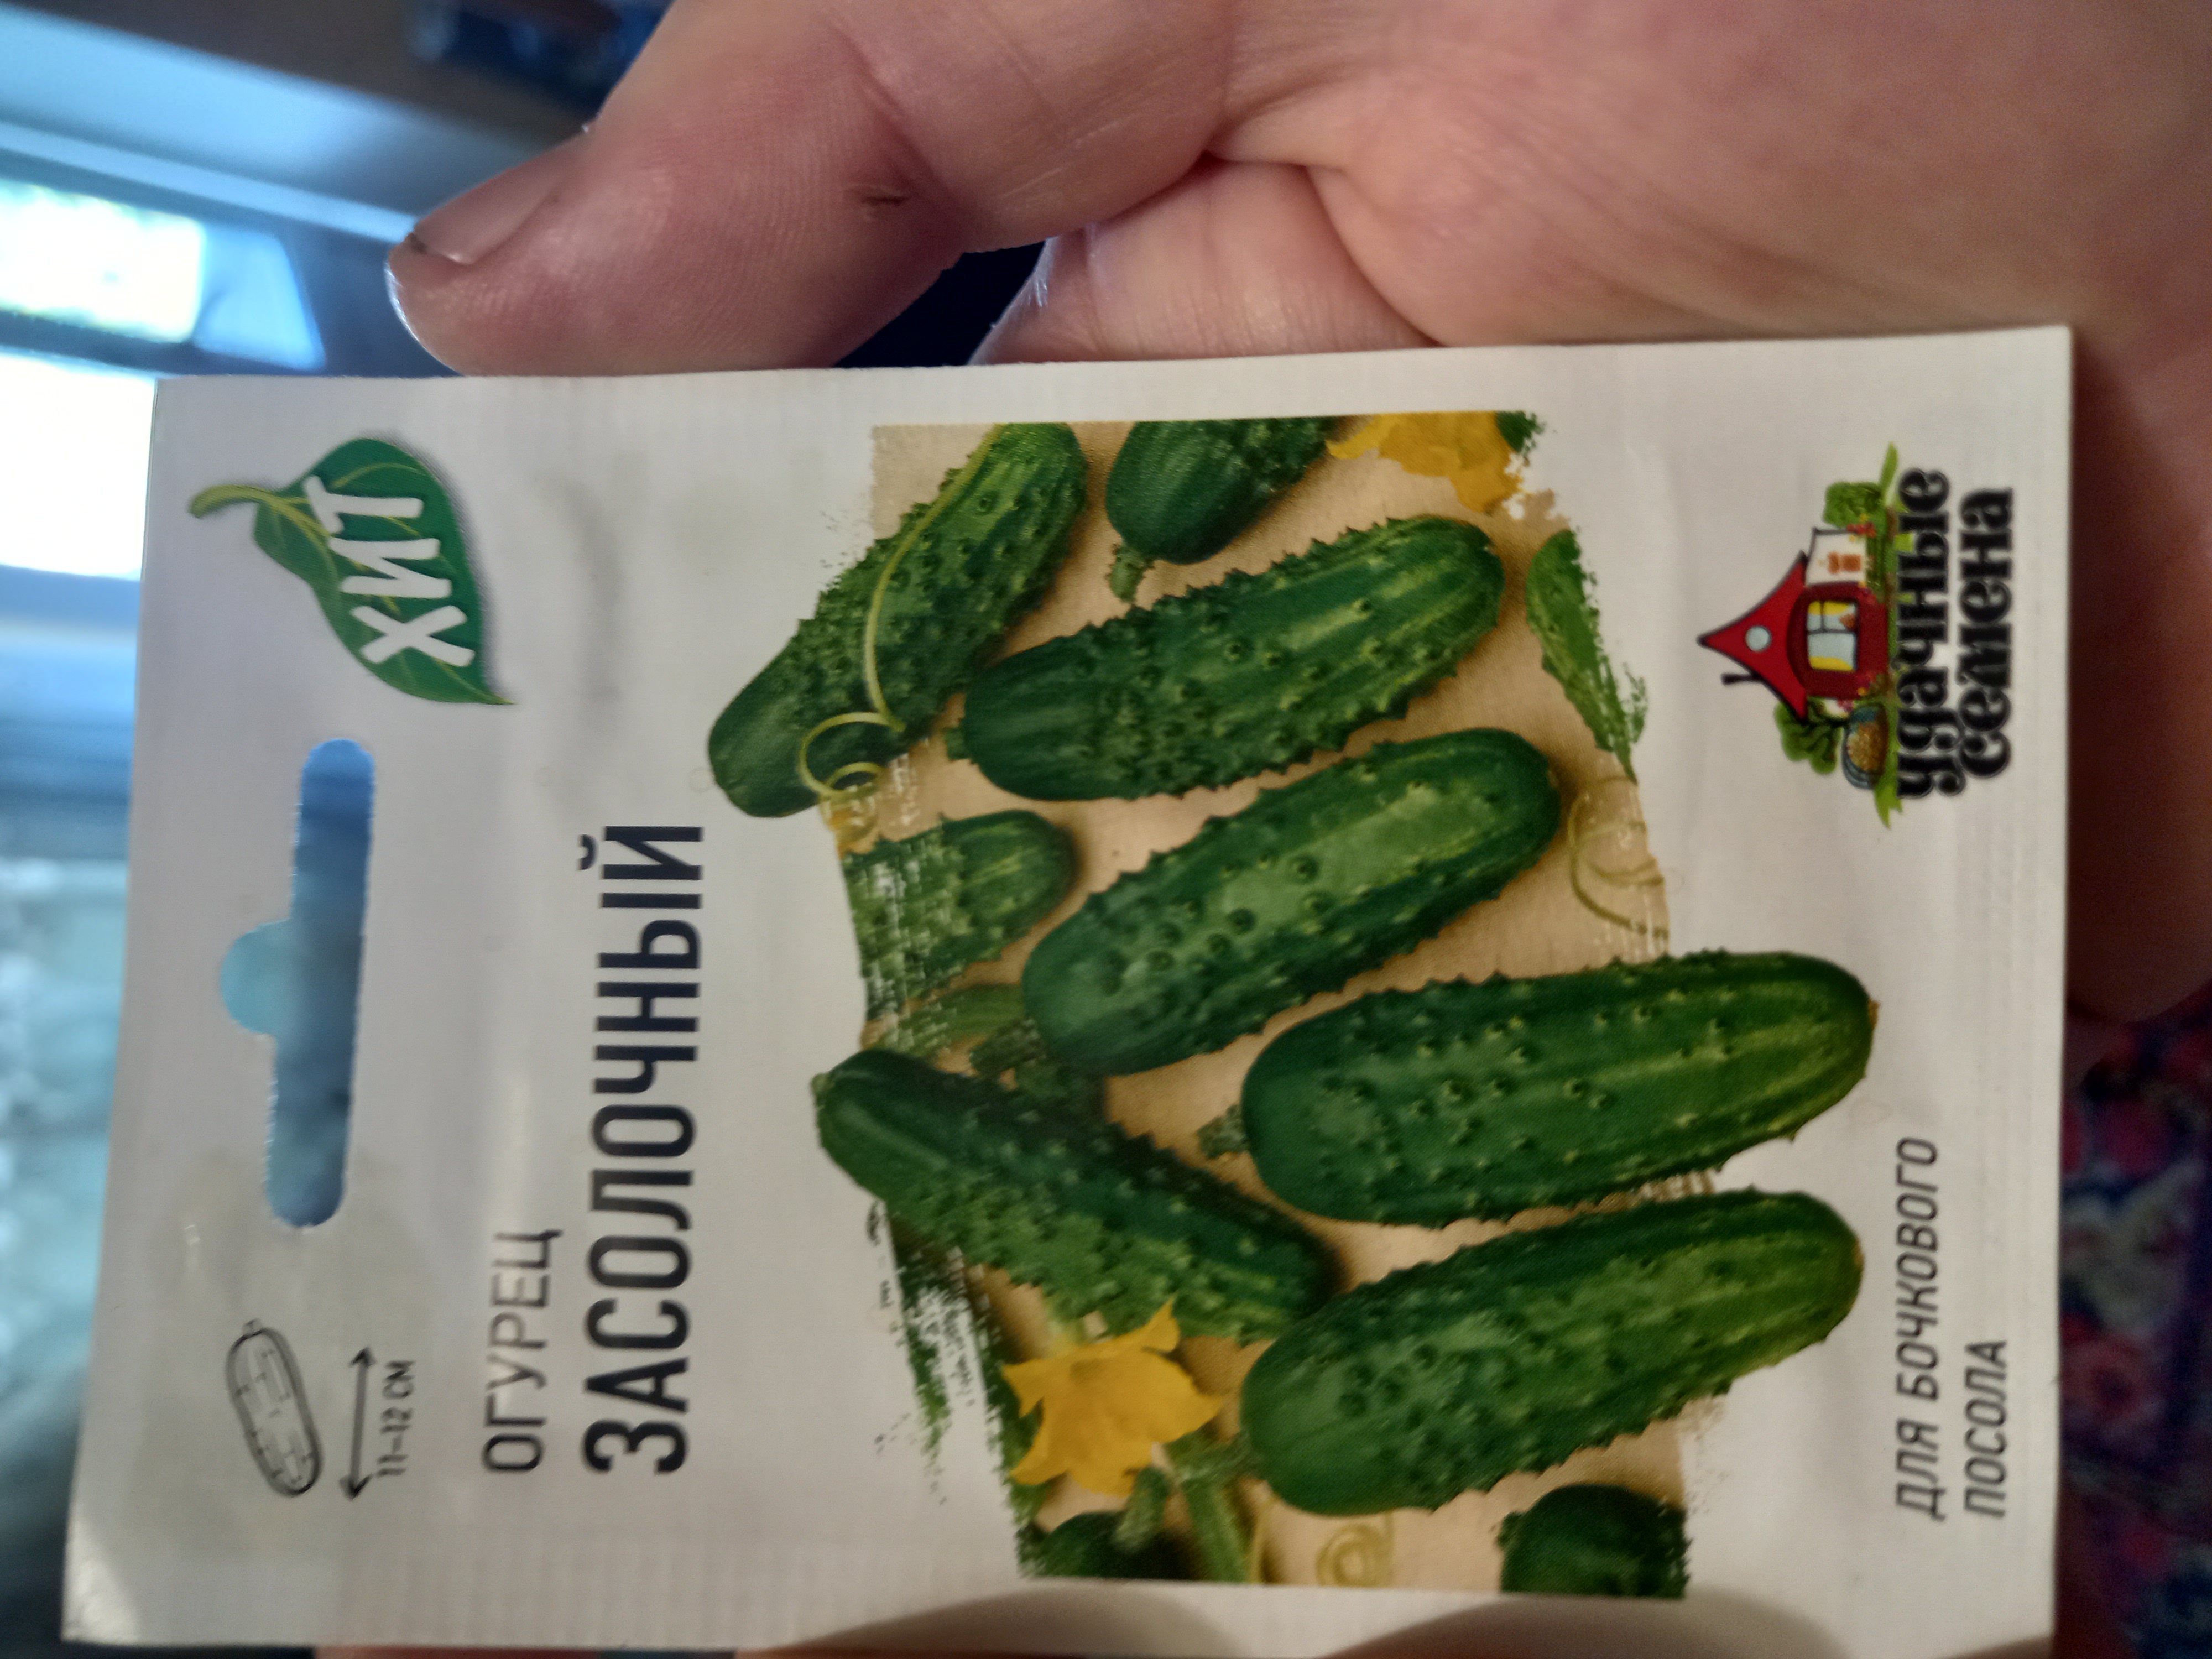 11-12 СМ
ХИТ
ОГУРЕЦ
ЗАСОЛОЧНЫЙ
ДЛЯ БОЧКОВОГО
ПОСОЛА
удачные
семена